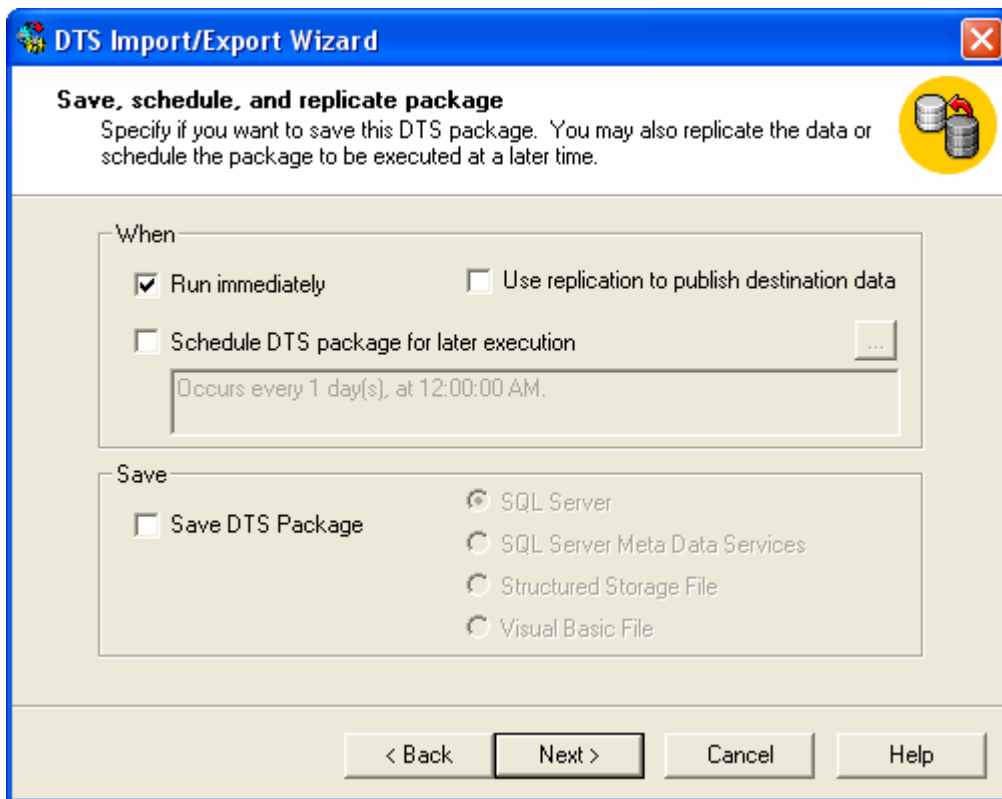 DTS Import/Export Wizard
Save, schedule, and replicate package
Specify if you want to save this DTS package. You may also replicate the data or
schedule the package to be executed at a later time.
When
Run immediately
Use replication to publish destination data
Schedule DTS package for later execution
...
Occurs every 1 day(s), at 12:00:00 AM.
Save
Save DTS Package
SQL Server
SQL Server Meta Data Services
Structured Storage File
Visual Basic File
< Back
Next >
Cancel
Help